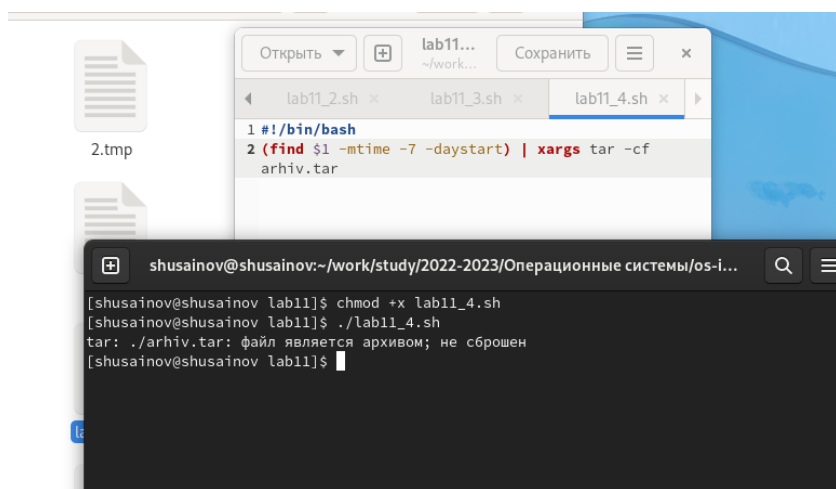 Открыть
lab11...
~/work...
Сохранить
lab11_2.sh
lab11_3.sh
lab11_4.sh
1 #!/bin/bash
2 (find $1 -mtime -7 -daystart) | xargs tar -cf
arhiv.tar
2.tmp
shusainov@shusainov:~/work/study/2022-2023/Операционные системы/os-i...
[shusainov@shusainov lab11]$ chmod +x lab11_4.sh
[shusainov@shusainov lab11]$ ./lab11_4.sh
tar: ./arhiv.tar: файл является архивом; не сброшен
[shusainov@shusainov lab11]$